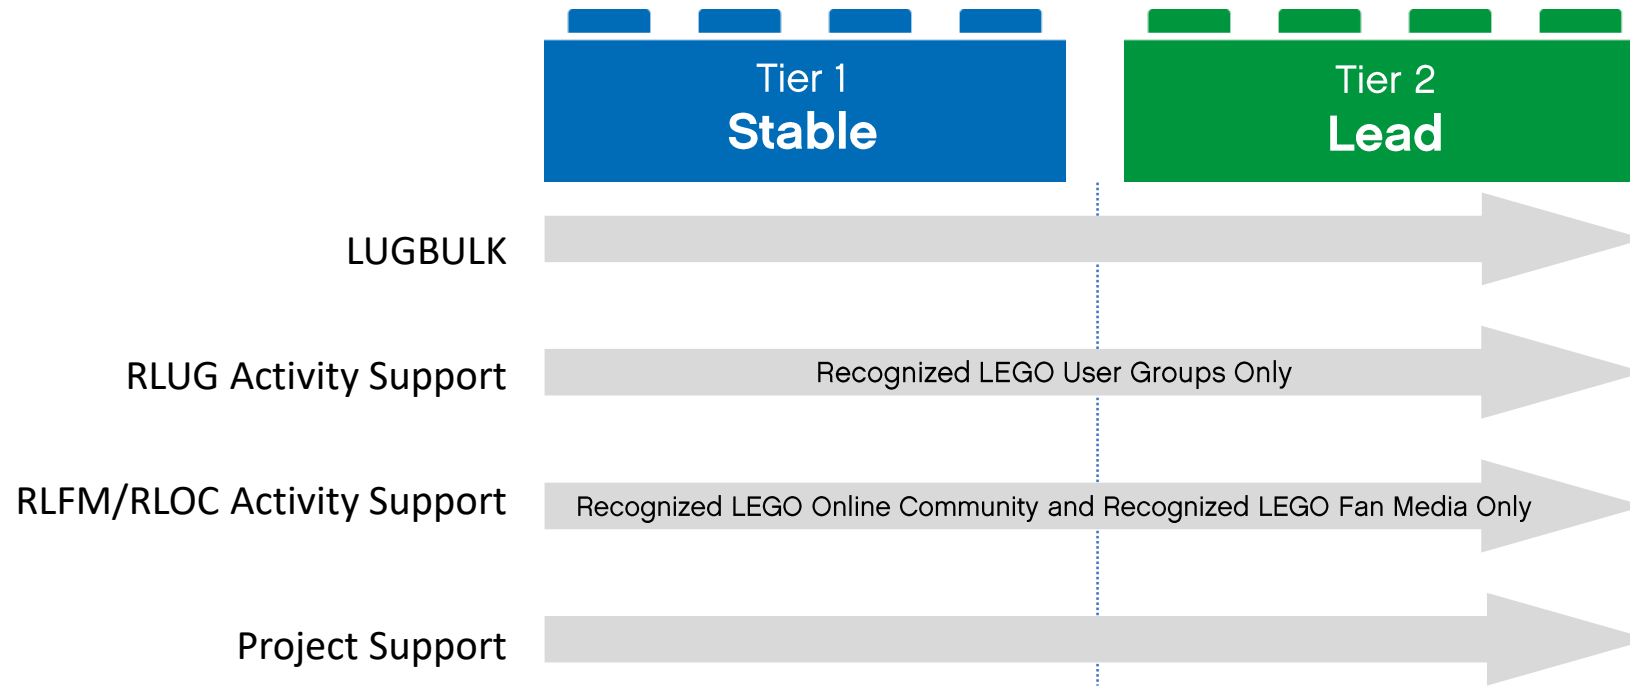 Tier 1
Stable
Tier 2
Lead
LUGBULK
RLUG Activity Support
Recognized LEGO User Groups Only
RLFM/RLOC Activity Support
Recognized LEGO Online Community and Recognized LEGO Fan Media Only
Project Support